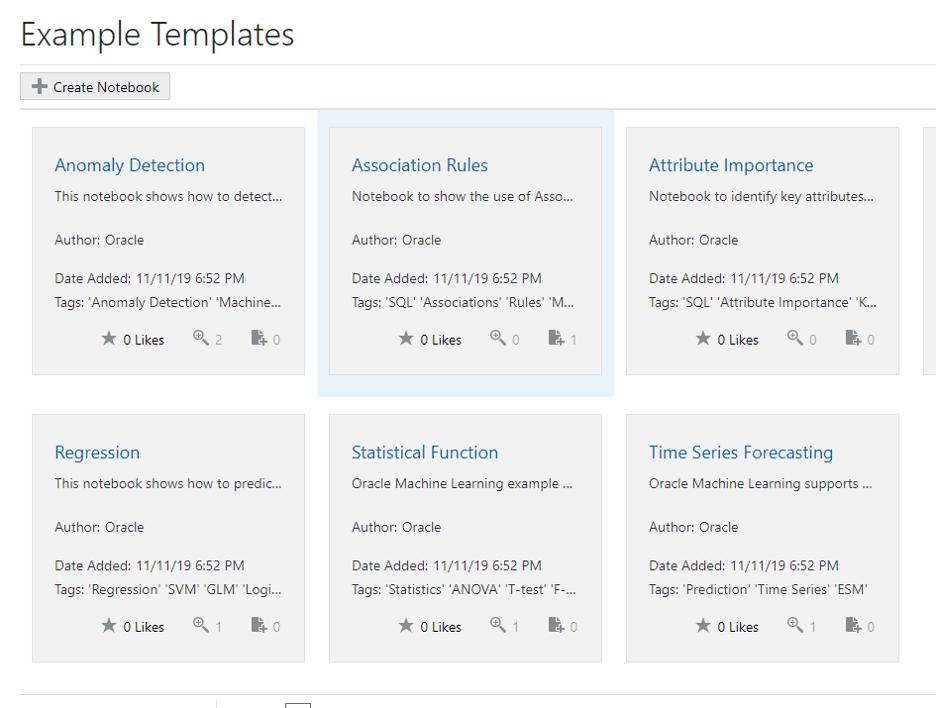 Example Templates
Create Notebook
Anomaly Detection
This notebook shows how to detect...
Author: Oracle
Date Added: 11/11/19 6:52 PM
Tags: 'Anomaly Detection' 'Machine...
0 Likes 2 0
Association Rules
Notebook to show the use of Asso...
Author: Oracle
Date Added: 11/11/19 6:52 PM
Tags: 'SQL' 'Associations' 'Rules' 'M...
0 Likes 0 1
Attribute Importance
Notebook to identify key attributes...
Author: Oracle
Date Added: 11/11/19 6:52 PM
Tags: 'SQL' 'Attribute Importance' 'K...
0 Likes 0 0
Regression
This notebook shows how to predic...
Author: Oracle
Date Added: 11/11/19 6:52 PM
Tags: 'Regression' 'SVM' 'GLM' 'Logi...
0 Likes 1 0
Statistical Function
Oracle Machine Learning example ...
Author: Oracle
Date Added: 11/11/19 6:52 PM
Tags: 'Statistics' 'ANOVA' 'T-test' 'F-...
0 Likes 1 0
Time Series Forecasting
Oracle Machine Learning supports ...
Author: Oracle
Date Added: 11/11/19 6:52 PM
Tags: 'Prediction' 'Time Series' 'ESM'
0 Likes 1 0